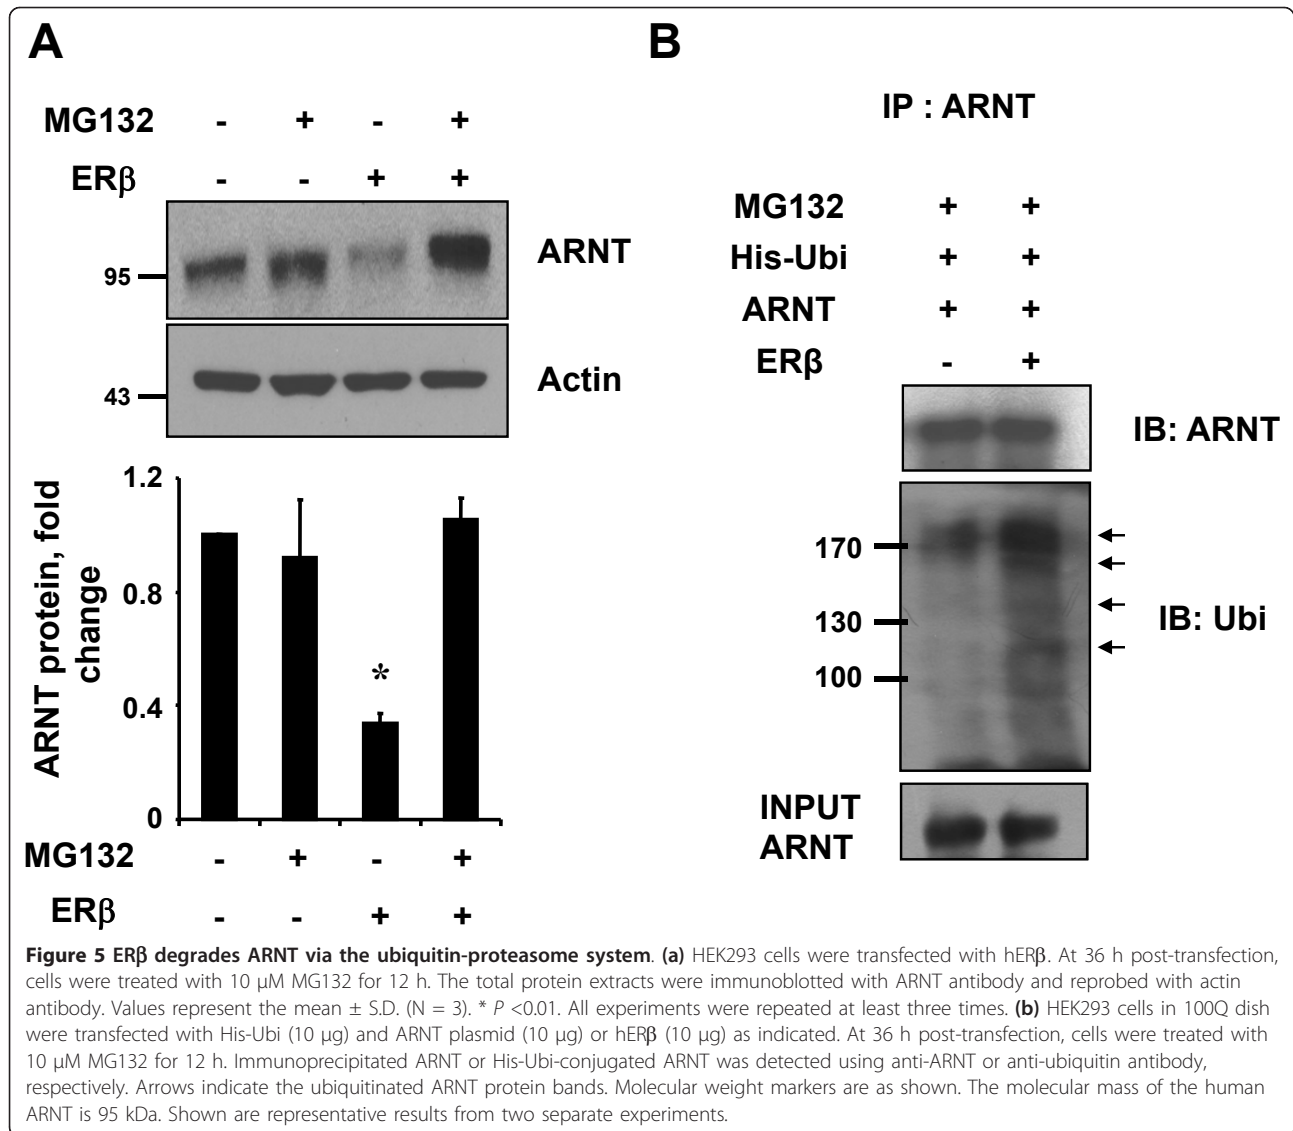 A
MG132 - + - +
ERβ - - + +
ARNT
95
Actin
43
ARNT protein, fold change
1.2
0.8
0.4
0
*
MG132 - + - +
ERβ - - + +
B
IP : ARNT
MG132 + +
His-Ubi + +
ARNT + +
ERβ - +
IB: ARNT
170
130
100
IB: Ubi
INPUT
ARNT
Figure 5 ERβ degrades ARNT via the ubiquitin-proteasome system. (a) HEK293 cells were transfected with hERβ. At 36 h post-transfection,
cells were treated with 10 μM MG132 for 12 h. The total protein extracts were immunoblotted with ARNT antibody and reprobed with actin
antibody. Values represent the mean ± S.D. (N = 3). * P <0.01. All experiments were repeated at least three times. (b) HEK293 cells in 100Q dish
were transfected with His-Ubi (10 μg) and ARNT plasmid (10 μg) or hERβ (10 μg) as indicated. At 36 h post-transfection, cells were treated with
10 μM MG132 for 12 h. Immunoprecipitated ARNT or His-Ubi-conjugated ARNT was detected using anti-ARNT or anti-ubiquitin antibody,
respectively. Arrows indicate the ubiquitinated ARNT protein bands. Molecular weight markers are as shown. The molecular mass of the human
ARNT is 95 kDa. Shown are representative results from two separate experiments.